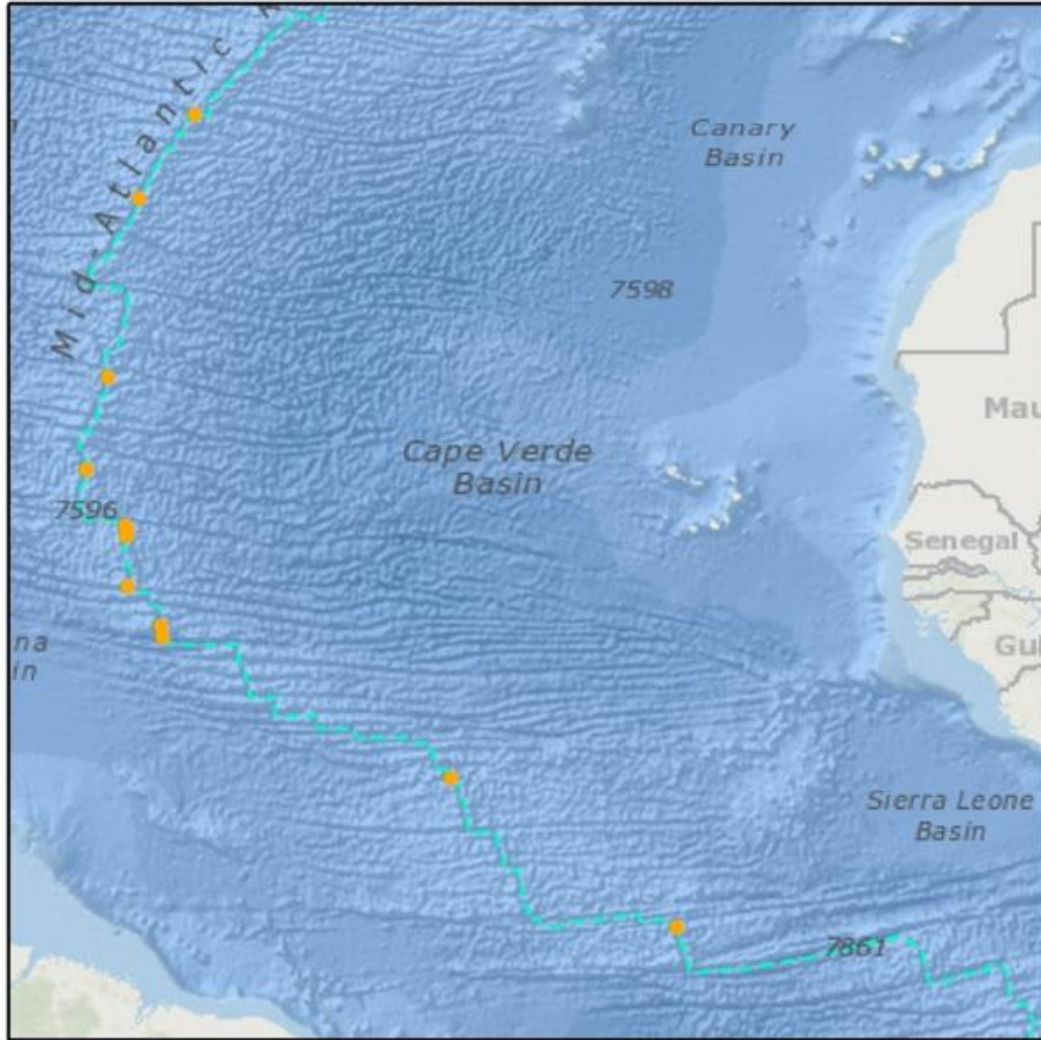 Mid-Atlantic
Canary
Basin
7598
Mau
Cape Verde
Basin
7596
Senegal
na
in
Gui
Sierra Leone
Basin
7861